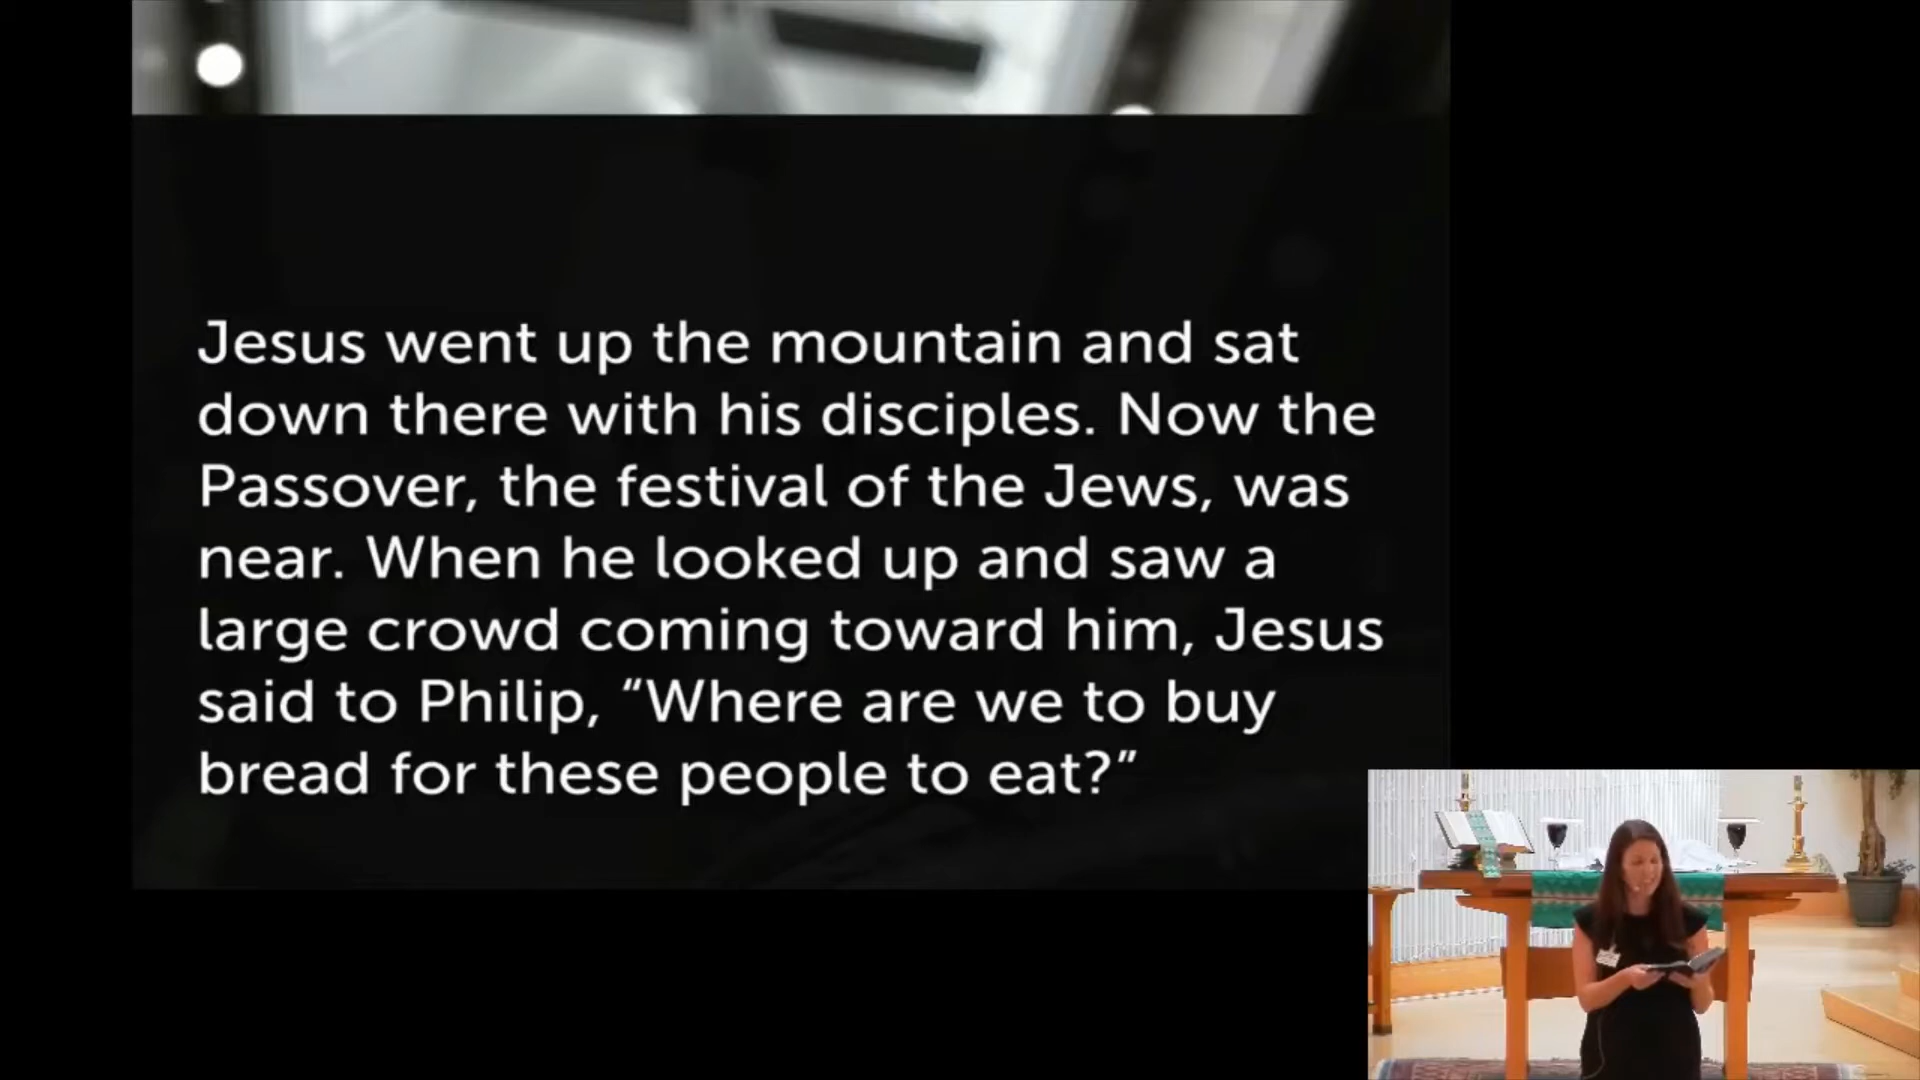 Jesus went up the mountain and sat
down there with his disciples. Now the
Passover, the festival of the Jews, was
near. When he looked up and saw a
large crowd coming toward him, Jesus
said to Philip, “Where are we to buy
bread for these people to eat?”